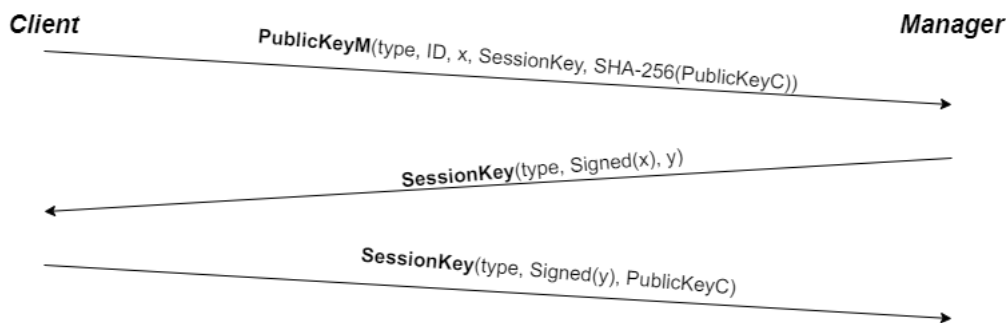 Client
Manager
PublicKeyM(type, ID, x, SessionKey, SHA-256(PublicKeyC))
SessionKey(type, Signed(x), y)
SessionKey(type, Signed(y), PublicKeyC)